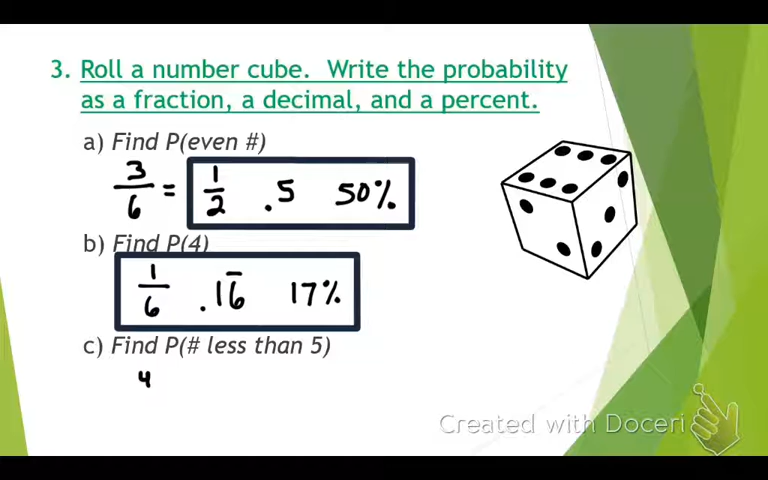 3. Roll a number cube. Write the probability
as a fraction, a decimal, and a percent.
a) Find P(even #)
3/6 = 1/2 .5 50%
b) Find P(4)
1/6 .16̅ 17%
c) Find P(# less than 5)
4
Created with Doceri